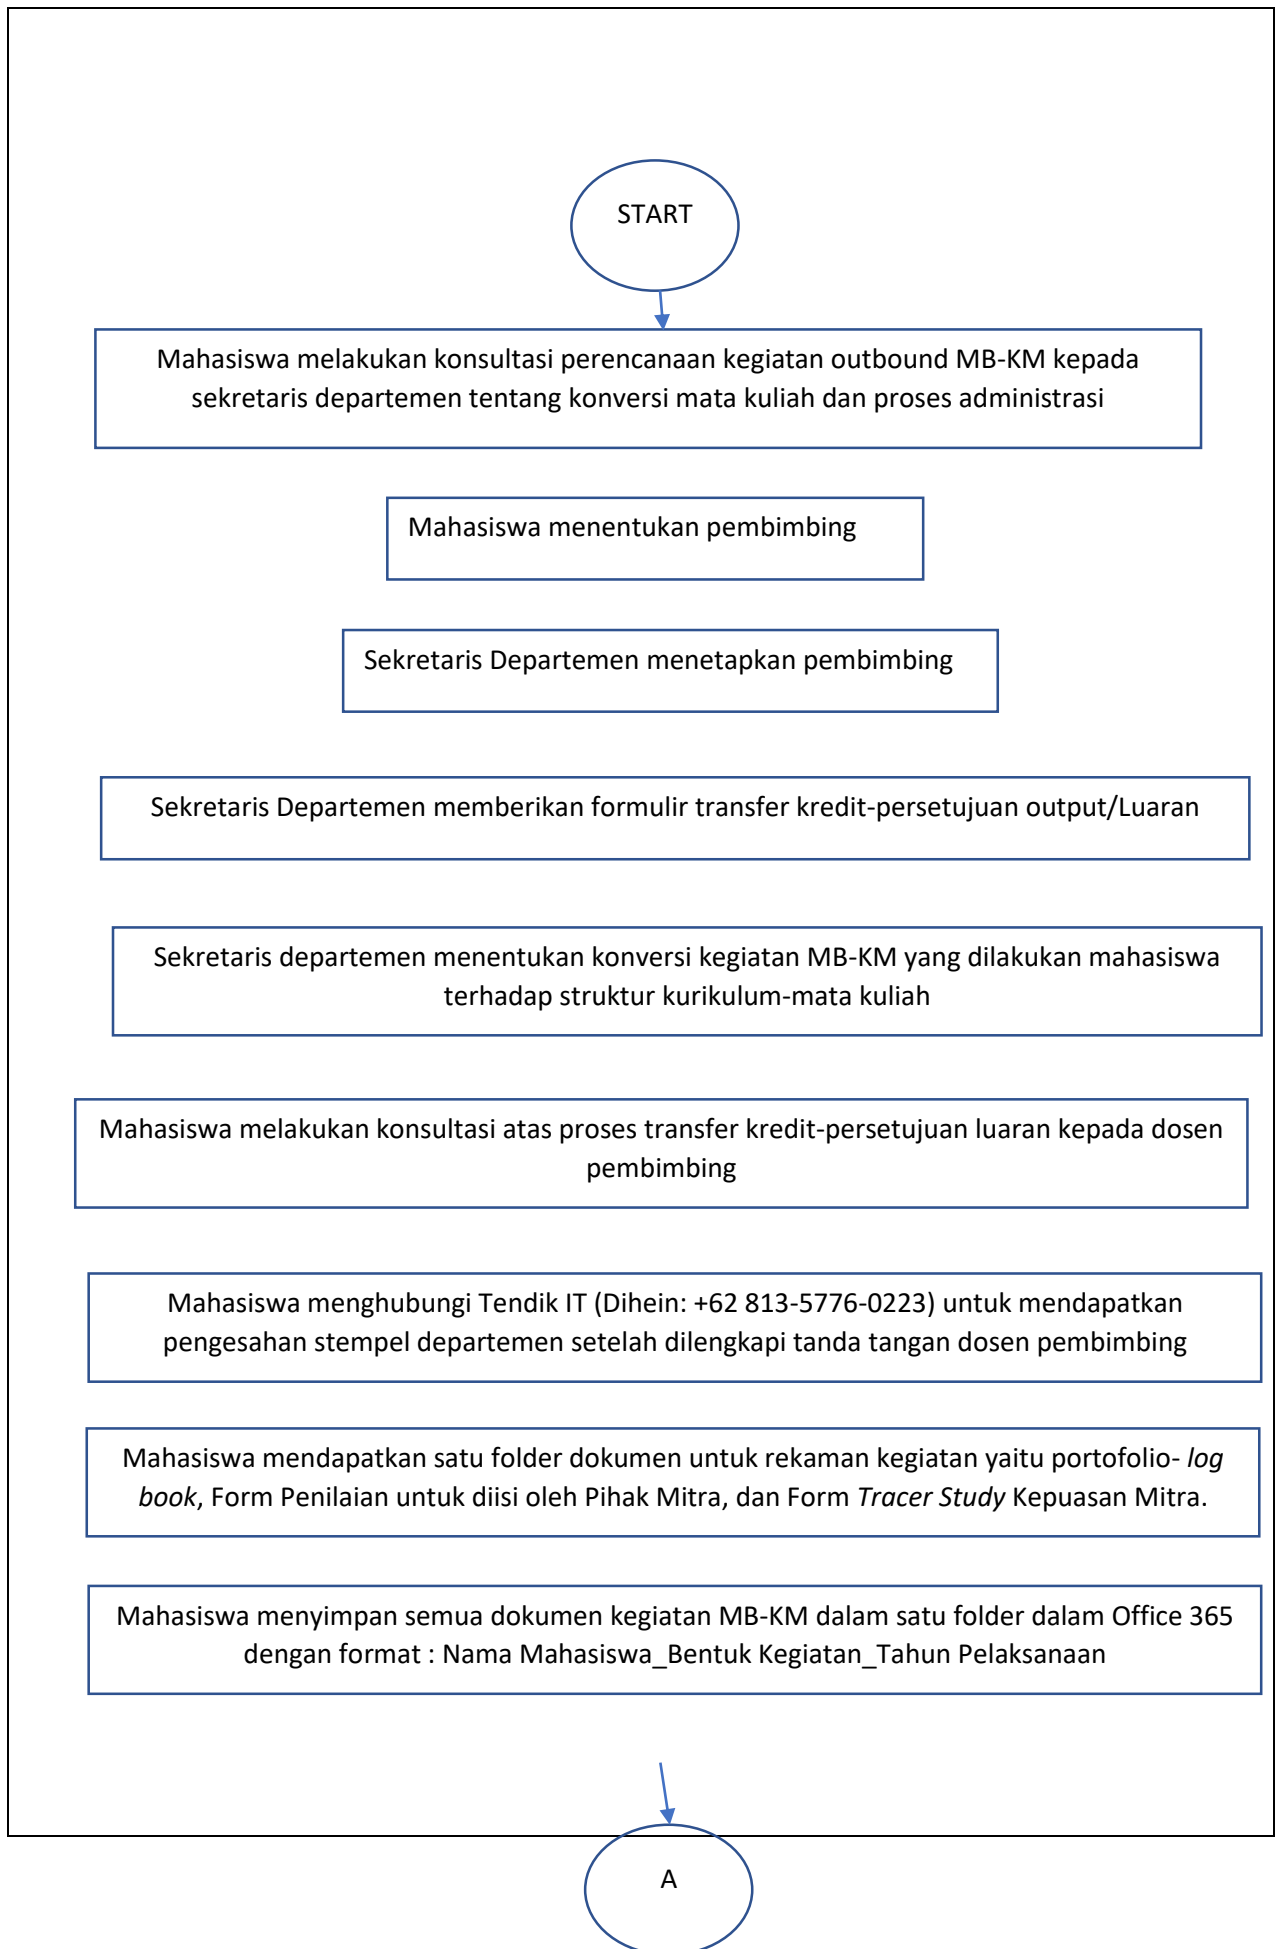 START
Mahasiswa melakukan konsultasi perencanaan kegiatan outbound MB-KM kepada
sekretaris departemen tentang konversi mata kuliah dan proses administrasi
Mahasiswa menentukan pembimbing
Sekretaris Departemen menetapkan pembimbing
Sekretaris Departemen memberikan formulir transfer kredit-persetujuan output/Luaran
Sekretaris departemen menentukan konversi kegiatan MB-KM yang dilakukan mahasiswa
terhadap struktur kurikulum-mata kuliah
Mahasiswa melakukan konsultasi atas proses transfer kredit-persetujuan luaran kepada dosen
pembimbing
Mahasiswa menghubungi Tendik IT (Dihein: +62 813-5776-0223) untuk mendapatkan
pengesahan stempel departemen setelah dilengkapi tanda tangan dosen pembimbing
Mahasiswa mendapatkan satu folder dokumen untuk rekaman kegiatan yaitu portofolio- log
book, Form Penilaian untuk diisi oleh Pihak Mitra, dan Form Tracer Study Kepuasan Mitra.
Mahasiswa menyimpan semua dokumen kegiatan MB-KM dalam satu folder dalam Office 365
dengan format : Nama Mahasiswa_Bentuk Kegiatan_Tahun Pelaksanaan
A